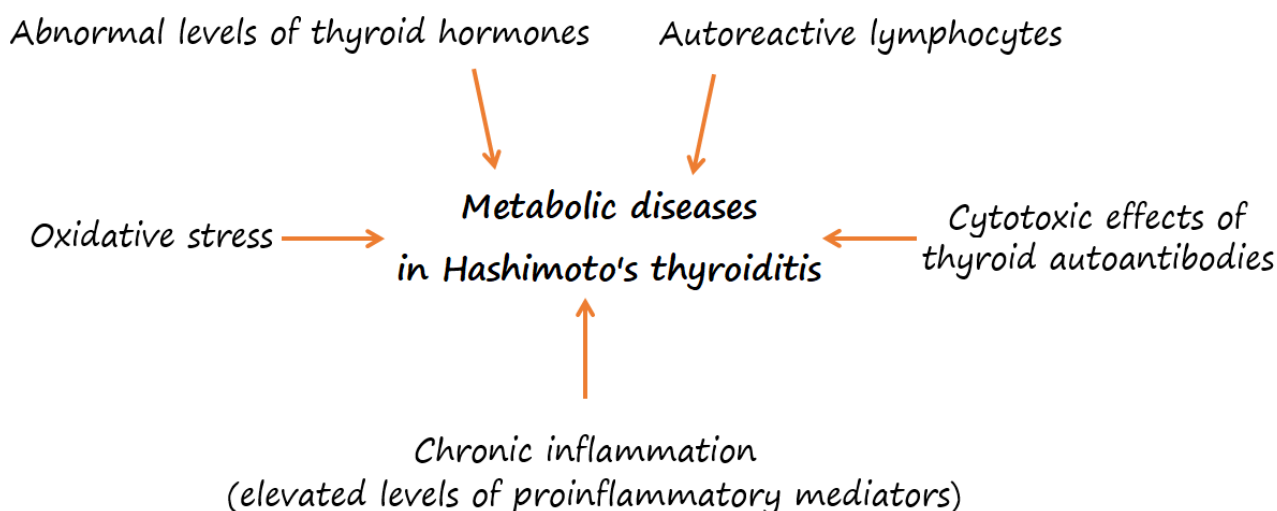 Abnormal levels of thyroid hormones
Autoreactive lymphocytes
Metabolic diseases
in Hashimoto's thyroiditis
Oxidative stress
Cytotoxic effects of
thyroid autoantibodies
Chronic inflammation
(elevated levels of proinflammatory mediators)